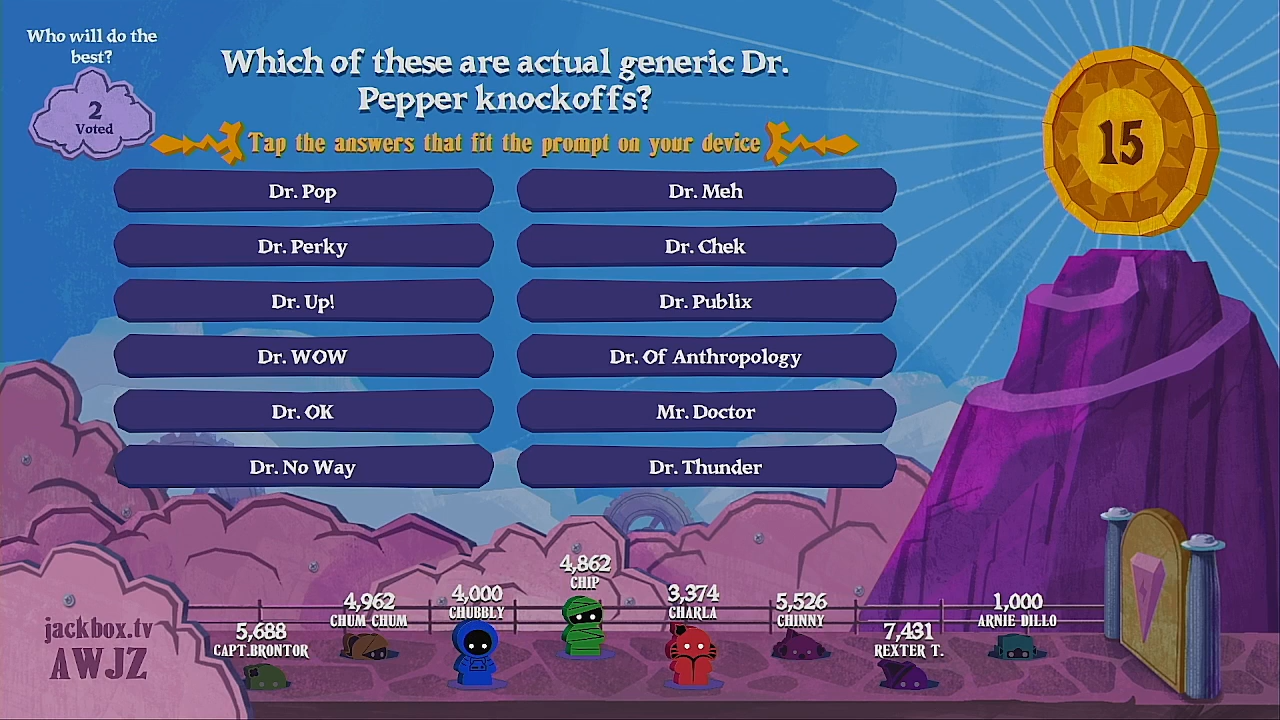 Who will do the
best?
2
Voted
Which of these are actual generic Dr.
Pepper knockoffs?
Tap the answers that fit the prompt on your device
15
Dr. Pop
Dr. Meh
Dr. Perky
Dr. Chek
Dr. Up!
Dr. Publix
Dr. WOW
Dr. Of Anthropology
Dr. OK
Mr. Doctor
Dr. No Way
Dr. Thunder
jackbox.tv
AWJZ
5,688
CAPT.BRONTOR
4,962
CHUM CHUM
4,000
CHUBBLY
4,862
CHIP
3,374
CHARLA
5,526
CHINNY
7,431
REXTER T.
1,000
ARNIE DILLO